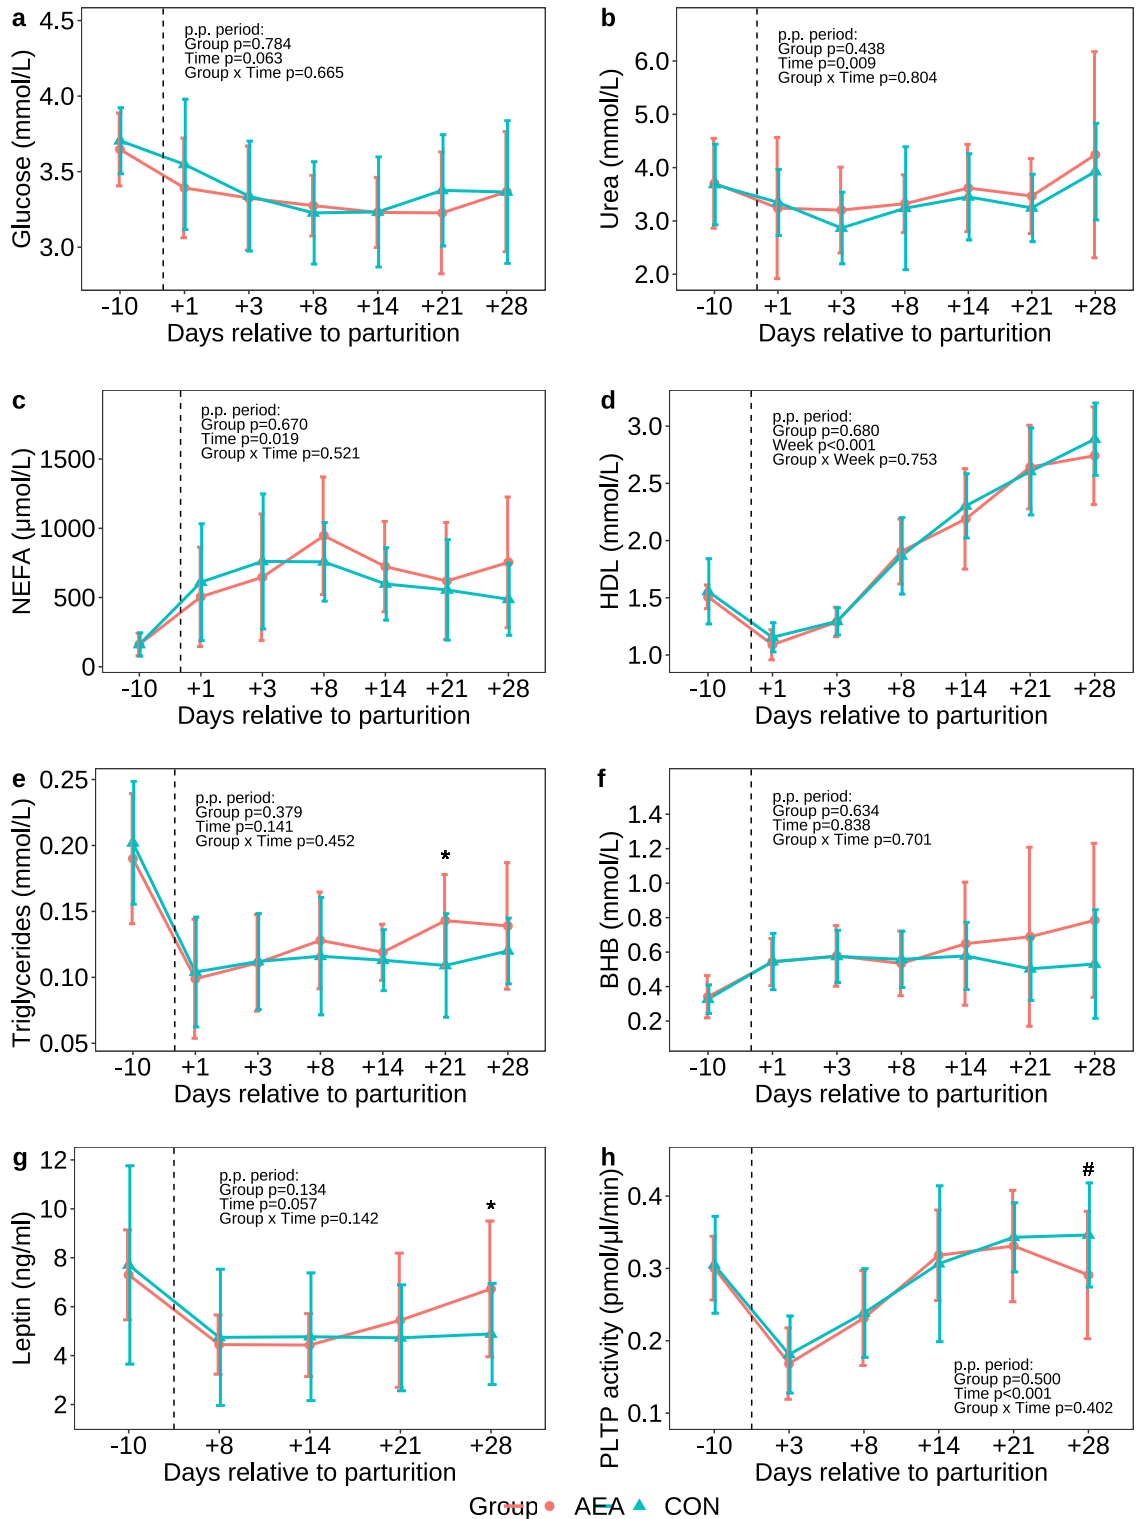 a
Glucose (mmol/L)
4.5
4.0
3.5
3.0
p.p. period:
Group p=0.784
Time p=0.063
Group x Time p=0.665
-10 +1 +3 +8 +14 +21 +28
Days relative to parturition
b
Urea (mmol/L)
6.0
5.0
4.0
3.0
2.0
p.p. period:
Group p=0.438
Time p=0.009
Group x Time p=0.804
-10 +1 +3 +8 +14 +21 +28
Days relative to parturition
c
NEFA (μmol/L)
1500
1000
500
0
p.p. period:
Group p=0.670
Time p=0.019
Group x Time p=0.521
-10 +1 +3 +8 +14 +21 +28
Days relative to parturition
d
HDL (mmol/L)
3.0
2.5
2.0
1.5
1.0
p.p. period:
Group p=0.680
Week p<0.001
Group x Week p=0.753
-10 +1 +3 +8 +14 +21 +28
Days relative to parturition
e
Triglycerides (mmol/L)
0.25
0.20
0.15
0.10
0.05
p.p. period:
Group p=0.379
Time p=0.141
Group x Time p=0.452
*
-10 +1 +3 +8 +14 +21 +28
Days relative to parturition
f
BHB (mmol/L)
1.4
1.2
1.0
0.8
0.6
0.4
0.2
p.p. period:
Group p=0.634
Time p=0.838
Group x Time p=0.701
-10 +1 +3 +8 +14 +21 +28
Days relative to parturition
g
Leptin (ng/ml)
12
10
8
6
4
2
p.p. period:
Group p=0.134
Time p=0.057
Group x Time p=0.142
*
-10 +8 +14 +21 +28
Days relative to parturition
h
PLTP activity (pmol/μl/min)
0.4
0.3
0.2
0.1
#
p.p. period:
Group p=0.500
Time p<0.001
Group x Time p=0.402
-10 +3 +8 +14 +21 +28
Days relative to parturition
Group AEA CON